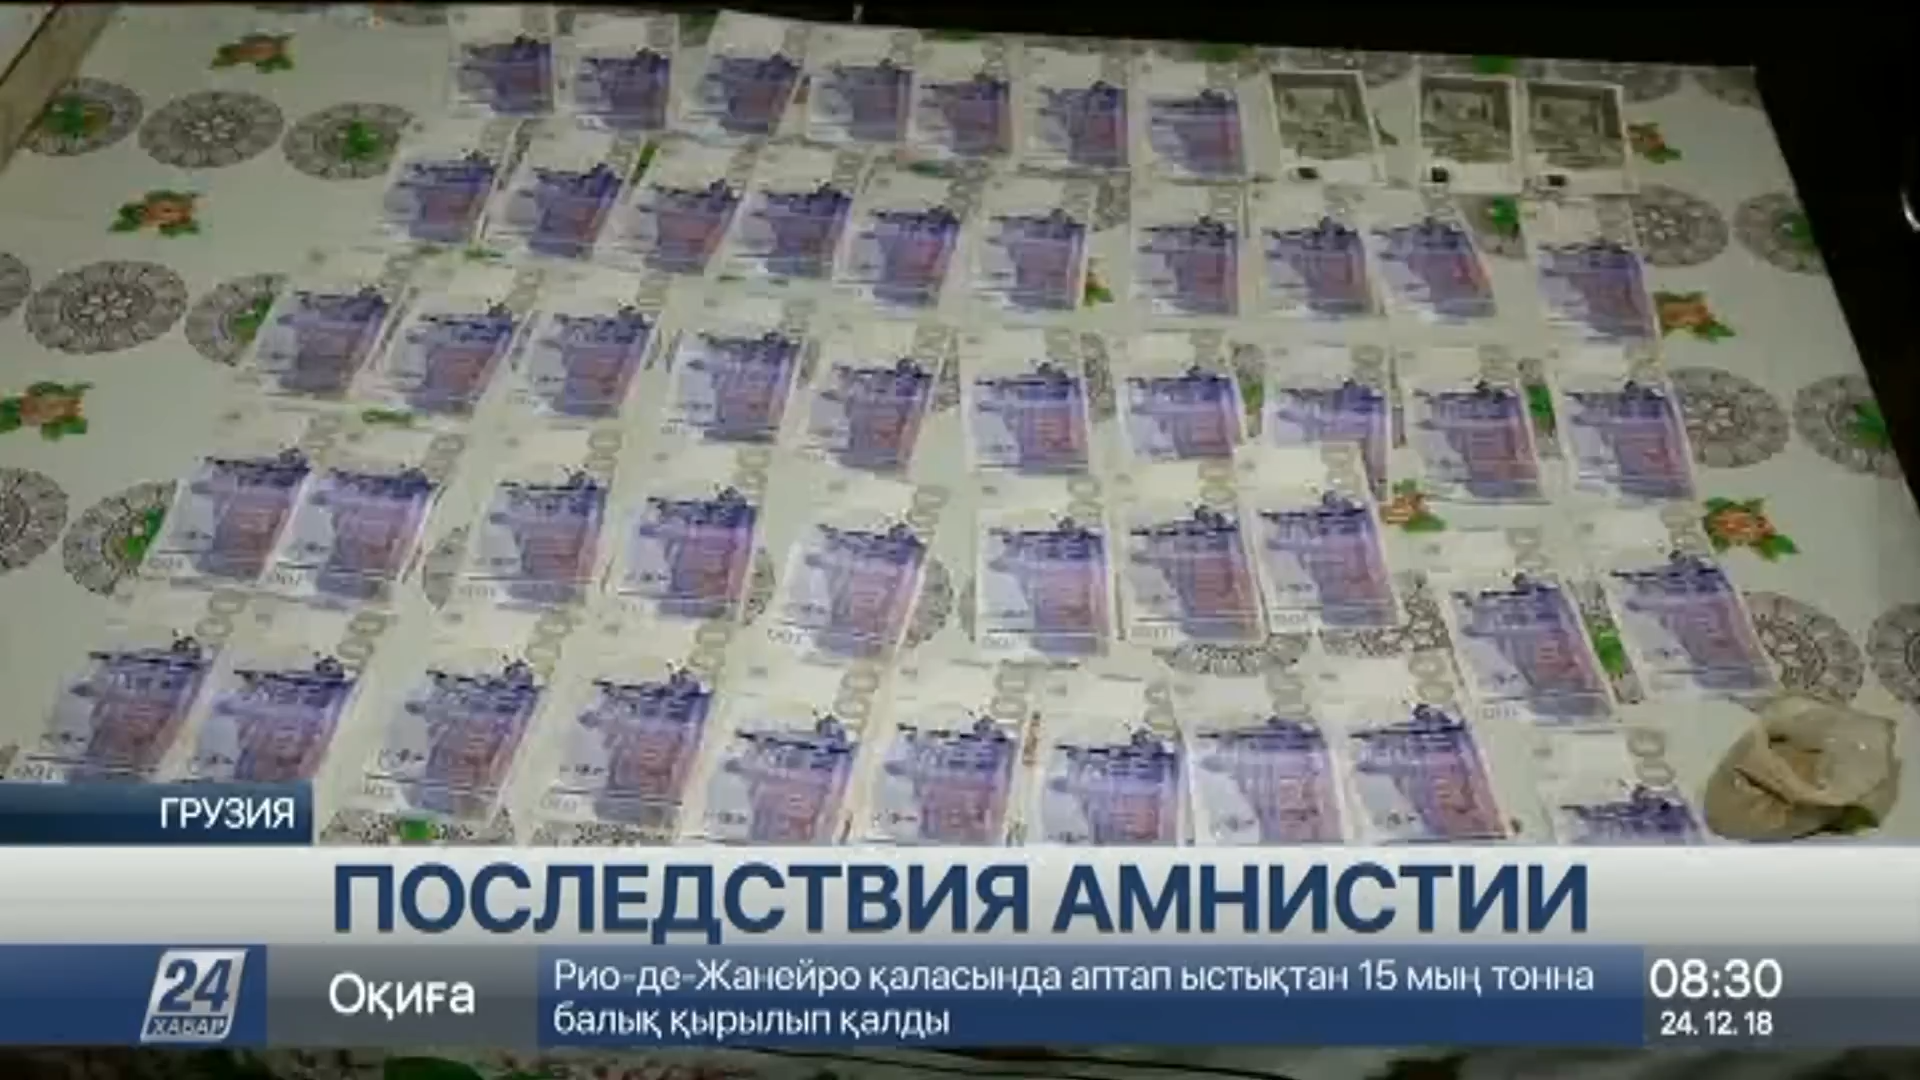 ГРУЗИЯ
ПОСЛЕДСТВИЯ АМНИСТИИ
24
ХАБАР
Оқиға
Рио-де-Жанейро қаласында аптап ыстықтан 15 мың тонна
балық қырылып қалды
08:30
24. 12. 18